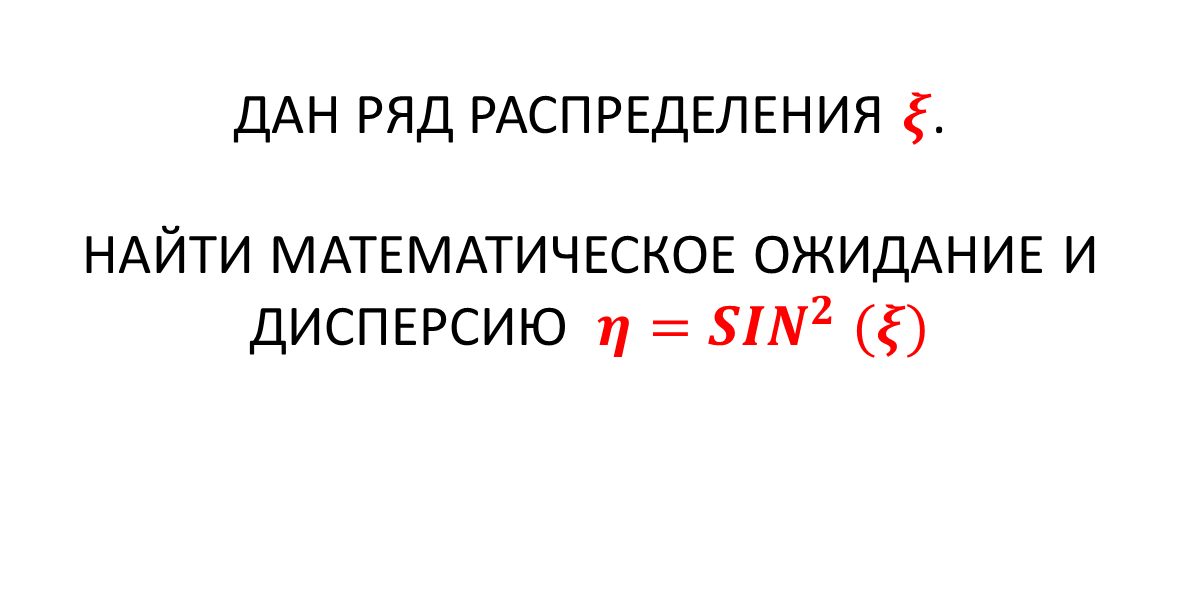 ДАН РЯД РАСПРЕДЕЛЕНИЯ ξ.
НАЙТИ МАТЕМАТИЧЕСКОЕ ОЖИДАНИЕ И
ДИСПЕРСИЮ η = SIN² (ξ)